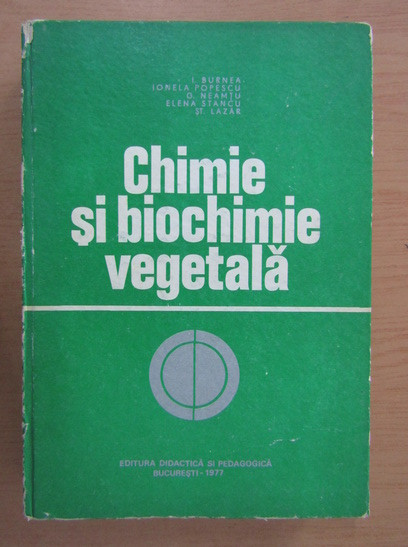 I. BURNEA
IONELA POPESCU
O. NEAMȚU
ELENA STANCU
ȘT. LAZĂR
Chimie
și biochimie
vegetală
EDITURA DIDACTICĂ ȘI PEDAGOGICĂ
BUCUREȘTI-1977